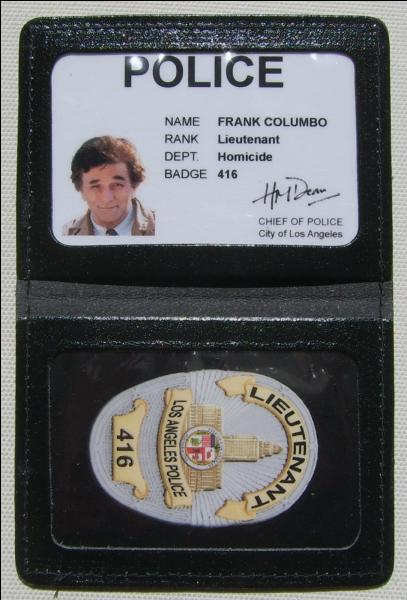 POLICE
NAME FRANK COLUMBO
RANK Lieutenant
DEPT. Homicide
BADGE 416
CHIEF OF POLICE
City of Los Angeles
LIEUTENANT
LOS ANGELES POLICE
416